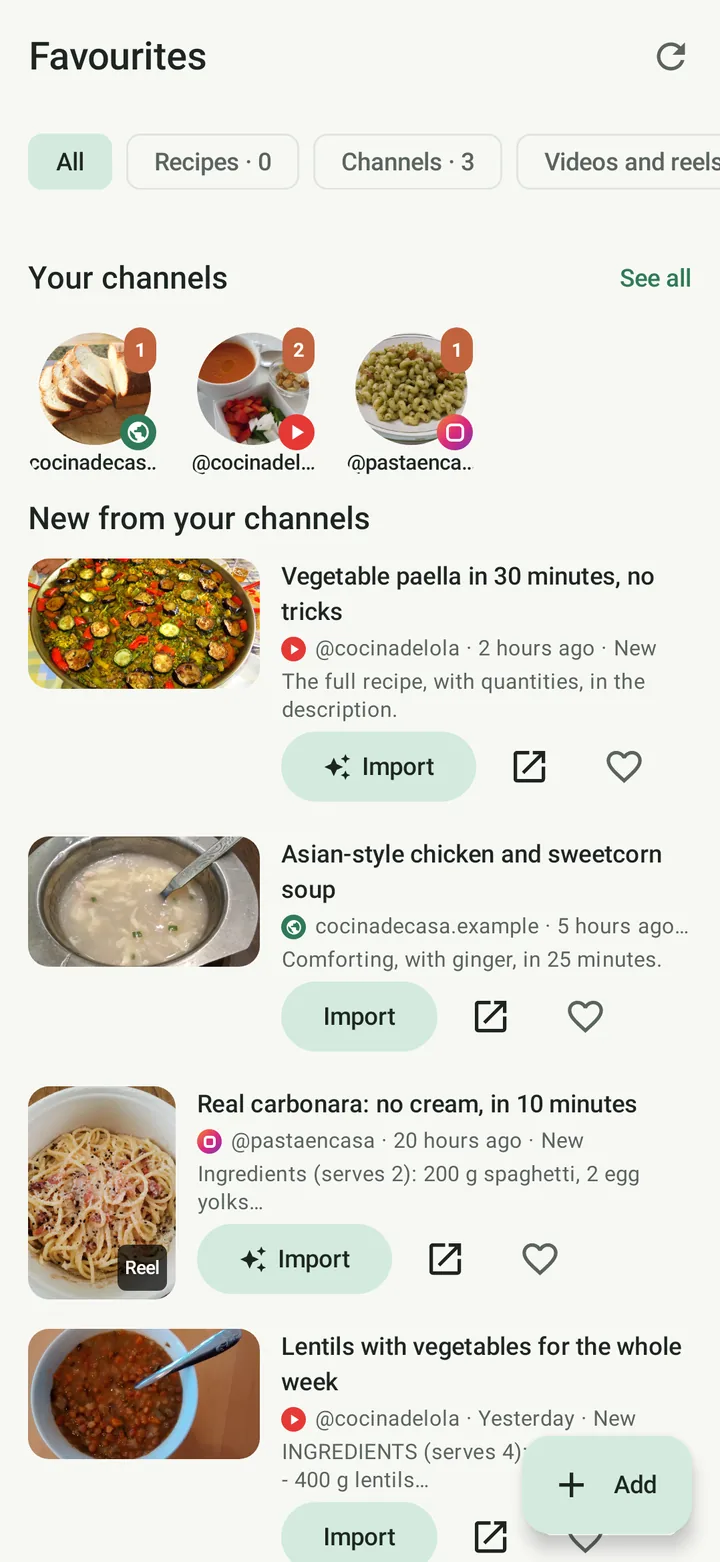 Favourites
All
Recipes · 0
Channels · 3
Videos and reels
Your channels
See all
1
2
1
cocinadecas..
@cocinadel...
@pastaenca..
New from your channels
Vegetable paella in 30 minutes, no
tricks
@cocinadelola · 2 hours ago · New
The full recipe, with quantities, in the
description.
Import
Asian-style chicken and sweetcorn
soup
cocinadecasa.example · 5 hours ago...
Comforting, with ginger, in 25 minutes.
Import
Real carbonara: no cream, in 10 minutes
@pastaencasa · 20 hours ago · New
Ingredients (serves 2): 200 g spaghetti, 2 egg
yolks...
Reel
Import
Lentils with vegetables for the whole
week
@cocinadelola · Yesterday · New
INGREDIENTS (serves 4):
- 400 g lentils...
Import
Add